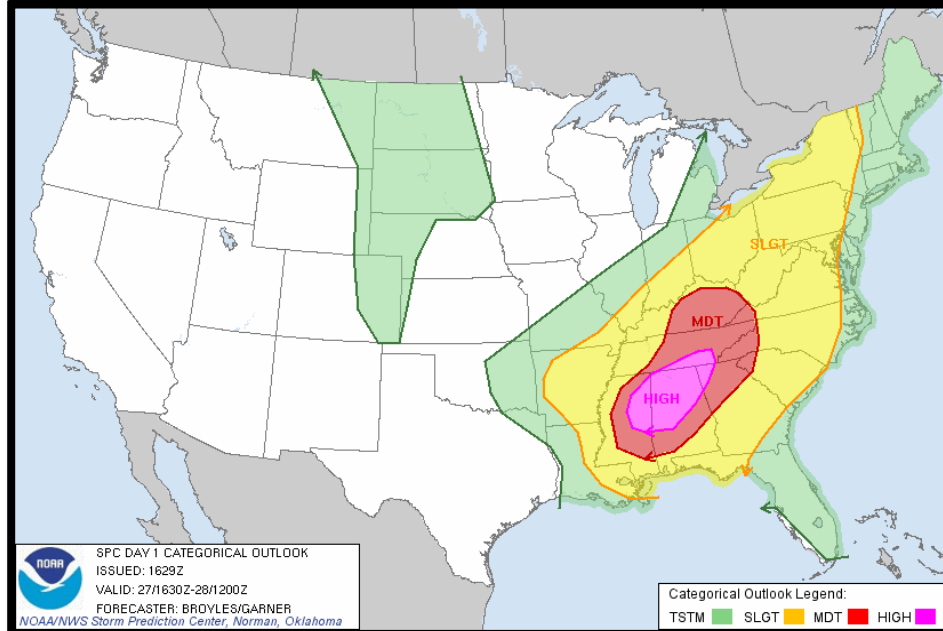 SLGT
MDT
HIGH
NOAA
SPC DAY 1 CATEGORICAL OUTLOOK
ISSUED: 1629Z
VALID: 27/1630Z-28/1200Z
FORECASTER: BROYLES/GARNER
NOAA/NWS Storm Prediction Center, Norman, Oklahoma
Categorical Outlook Legend:
TSTM SLGT MDT HIGH